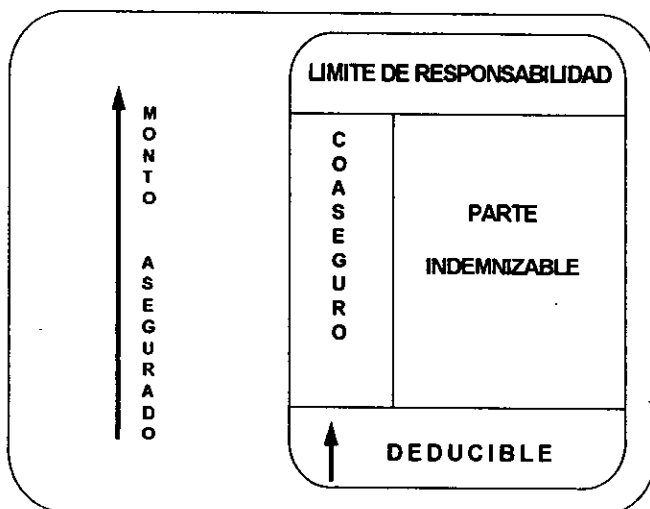 MONTO ASEGURADO
LIMITE DE RESPONSABILIDAD
COASEGURO
PARTE
INDEMNIZABLE
DEDUCIBLE